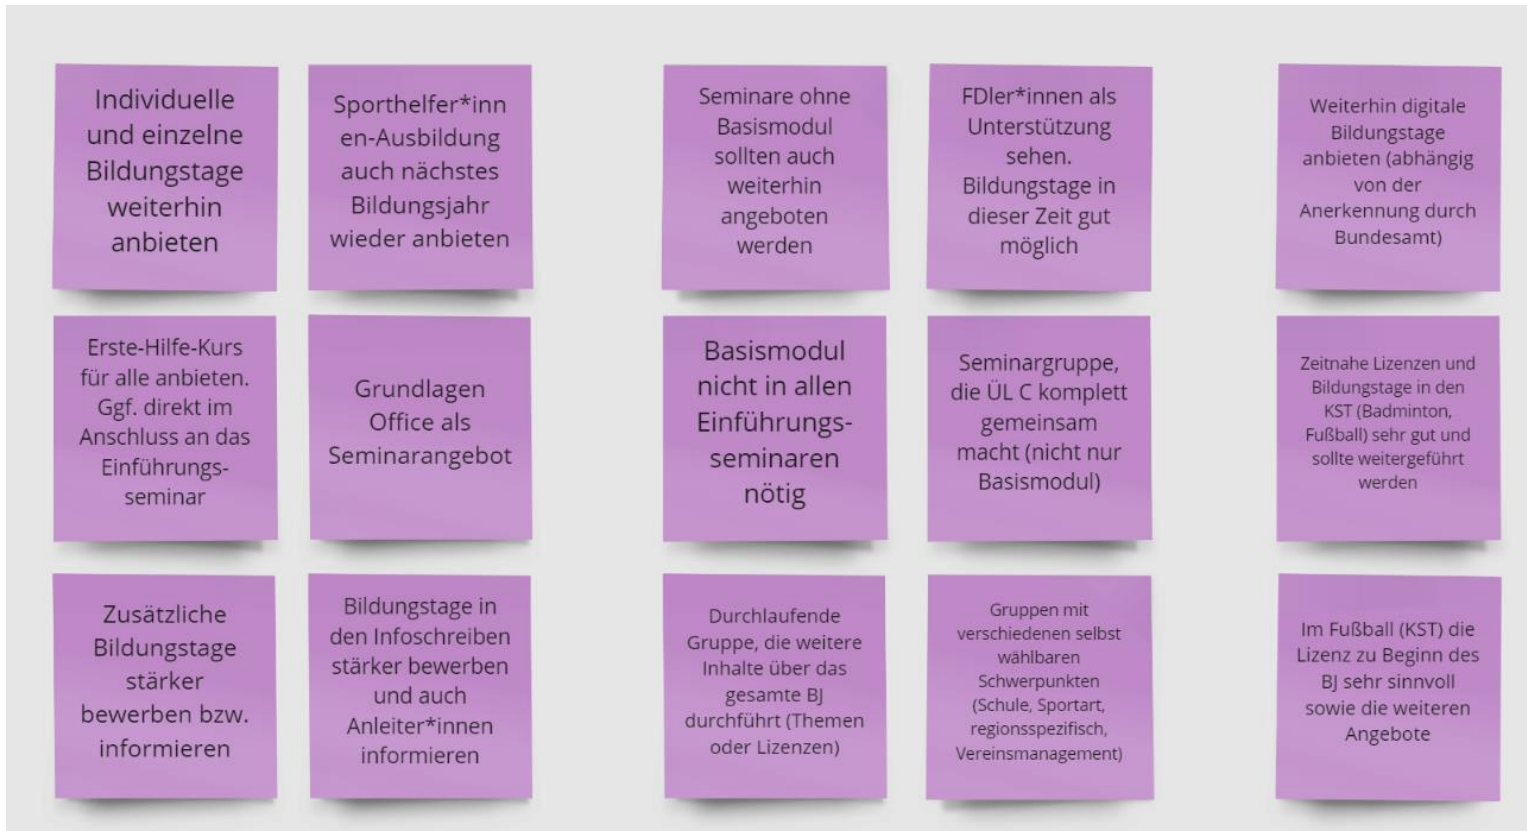 Individuelle
und einzelne
Bildungstage
weiterhin
anbieten
Sporthelfer*inn
en-Ausbildung
auch nächstes
Bildungsjahr
wieder anbieten
Seminare ohne
Basismodul
sollten auch
weiterhin
angeboten
werden
FDler*innen als
Unterstützung
sehen.
Bildungstage in
dieser Zeit gut
möglich
Weiterhin digitale
Bildungstage
anbieten (abhängig
von der
Anerkennung durch
Bundesamt)
Erste-Hilfe-Kurs
für alle anbieten.
Ggf. direkt im
Anschluss an das
Einführungs-
seminar
Grundlagen
Office als
Seminarangebot
Basismodul
nicht in allen
Einführungs-
seminaren
nötig
Seminargruppe,
die ÜL C komplett
gemeinsam
macht (nicht nur
Basismodul)
Zeitnahe Lizenzen und
Bildungstage in den
KST (Badminton,
Fußball) sehr gut und
sollte weitergeführt
werden
Zusätzliche
Bildungstage
stärker
bewerben bzw.
informieren
Bildungstage in
den Infoschreiben
stärker bewerben
und auch
Anleiter*innen
informieren
Durchlaufende
Gruppe, die weitere
Inhalte über das
gesamte BJ
durchführt (Themen
oder Lizenzen)
Gruppen mit
verschiedenen selbst
wählbaren
Schwerpunkten
(Schule, Sportart,
regionsspezifisch,
Vereinsmanagement)
Im Fußball (KST) die
Lizenz zu Beginn des
BJ sehr sinnvoll
sowie die weiteren
Angebote